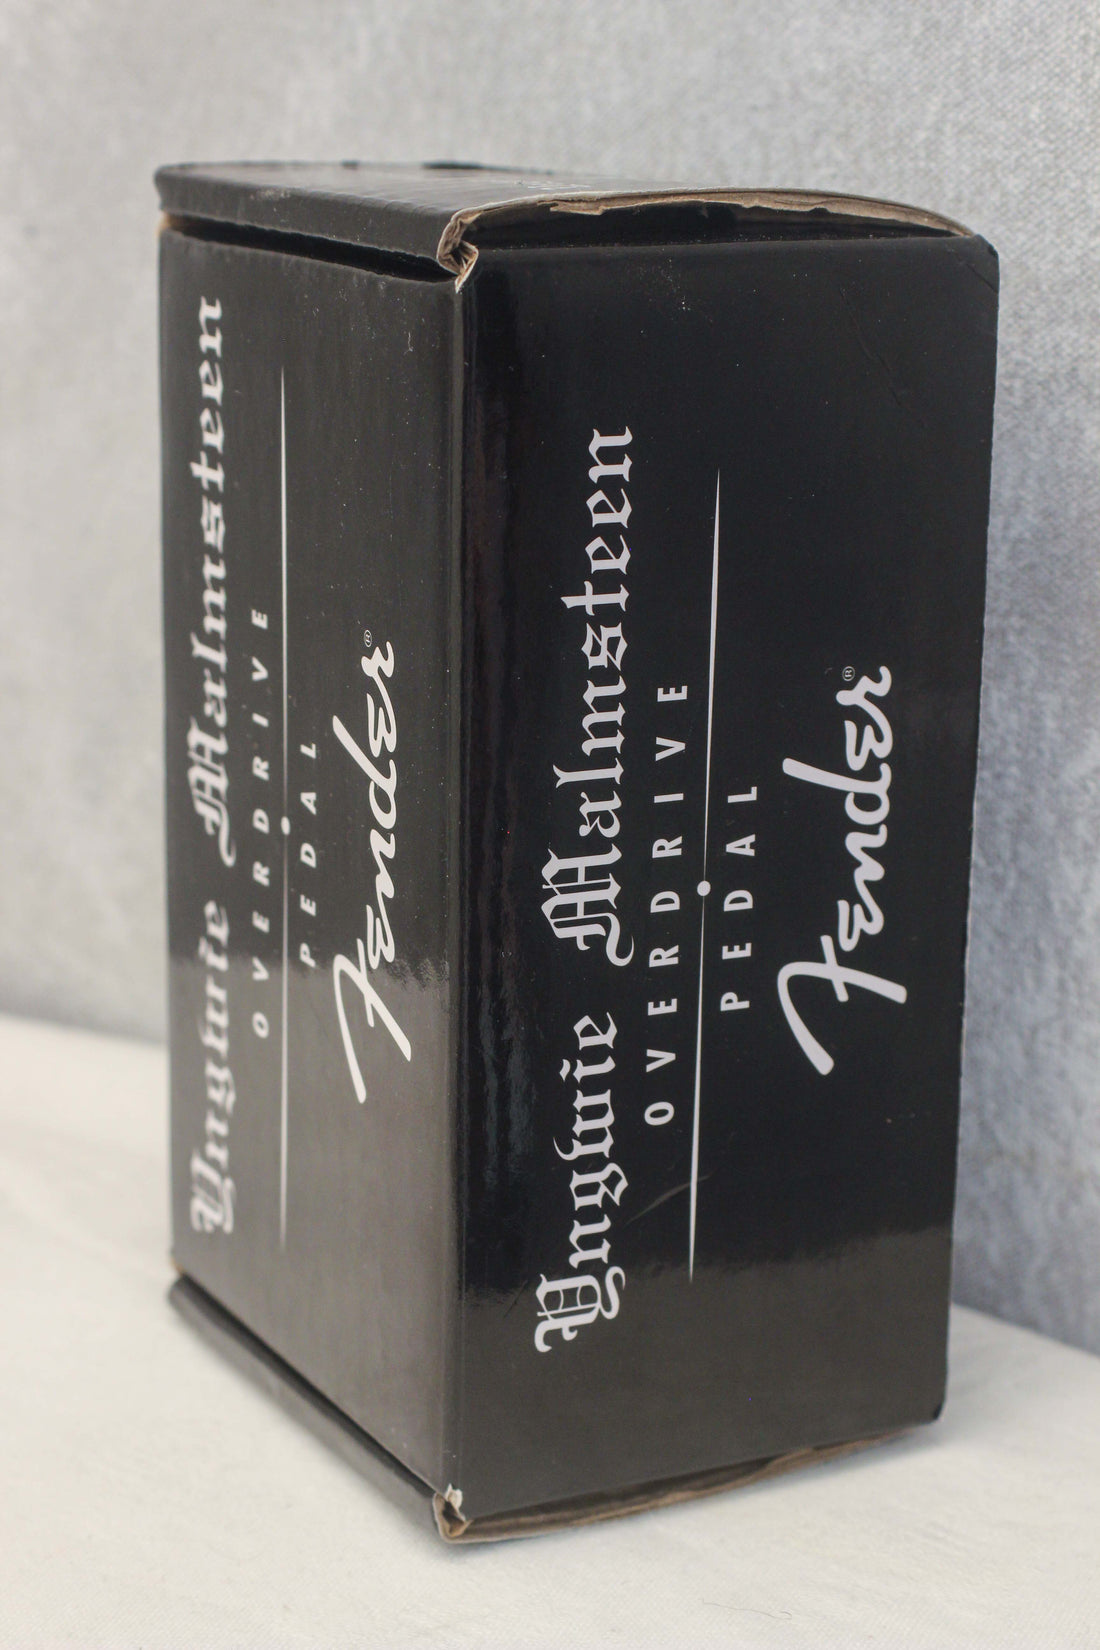 Yngwie Malmsteen
OVERDRIVE
PEDAL
Fender®
Yngwie Malmsteen
OVERDRIVE
PEDAL
Fender®